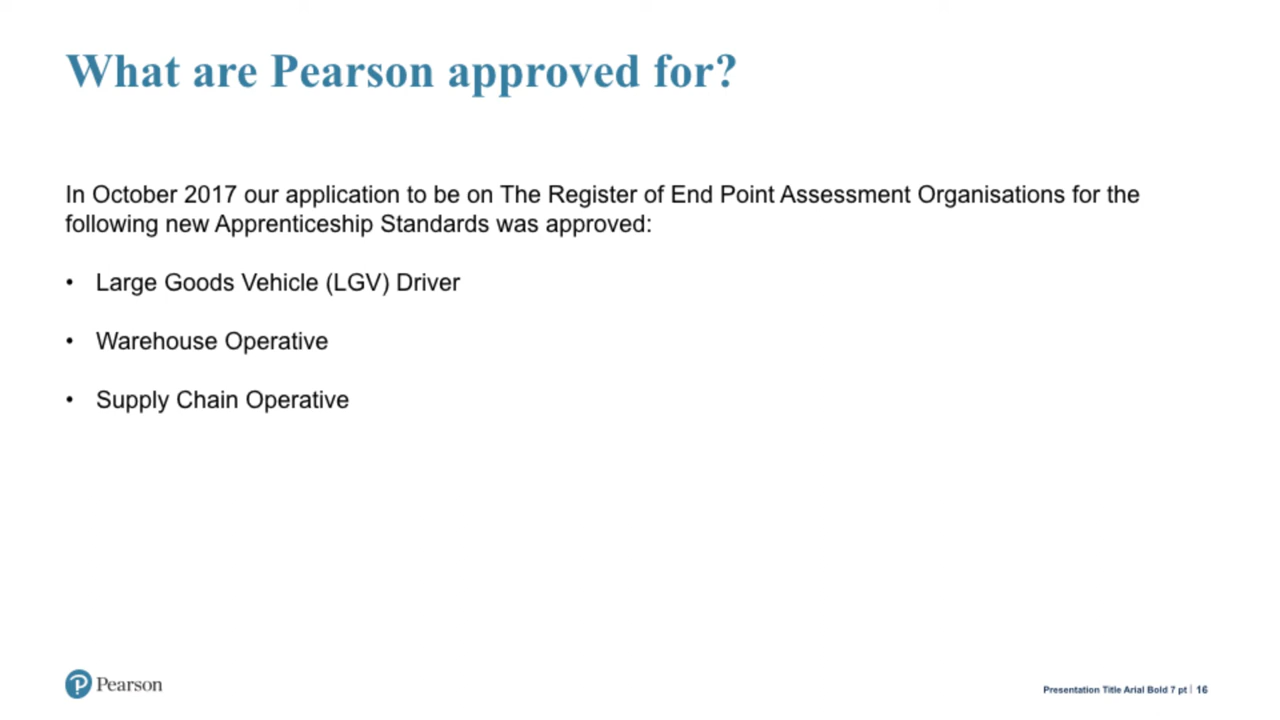 What are Pearson approved for?
In October 2017 our application to be on The Register of End Point Assessment Organisations for the
following new Apprenticeship Standards was approved:
• Large Goods Vehicle (LGV) Driver
• Warehouse Operative
• Supply Chain Operative
Pearson
Presentation Title Arial Bold 7 pt | 16